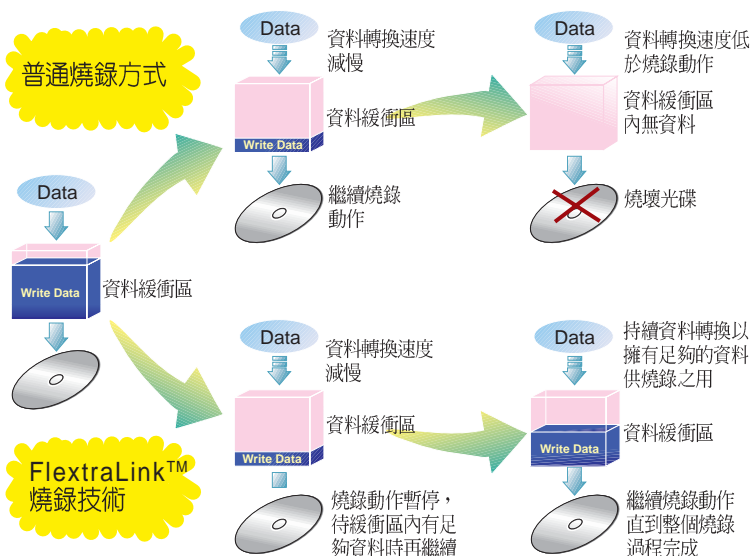 普通燒錄方式
Data
資料轉換速度
減慢
資料緩衝區
Write Data
繼續燒錄
動作
Data
資料轉換速度低
於燒錄動作
資料緩衝區
內無資料
燒壞光碟
Data
Write Data
資料緩衝區
FlextraLink™
燒錄技術
Data
資料轉換速度
減慢
資料緩衝區
Write Data
燒錄動作暫停，
待緩衝區內有足
夠資料時再繼續
Data
持續資料轉換以
擁有足夠的資料
供燒錄之用
資料緩衝區
Write Data
繼續燒錄動作
直到整個燒錄
過程完成